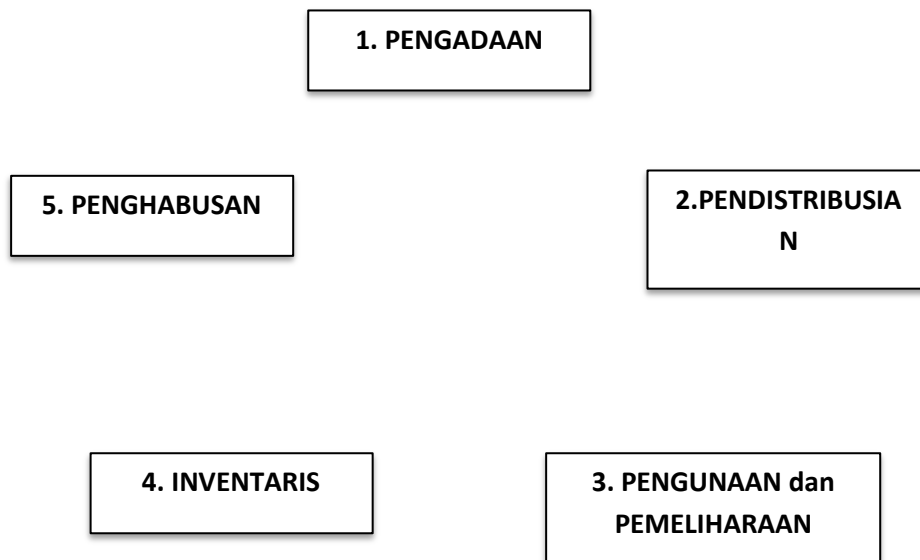 1. PENGADAAN
5. PENGHABUSAN
2.PENDISTRIBUSIA
N
4. INVENTARIS
3. PENGUNAAN dan
PEMELIHARAAN